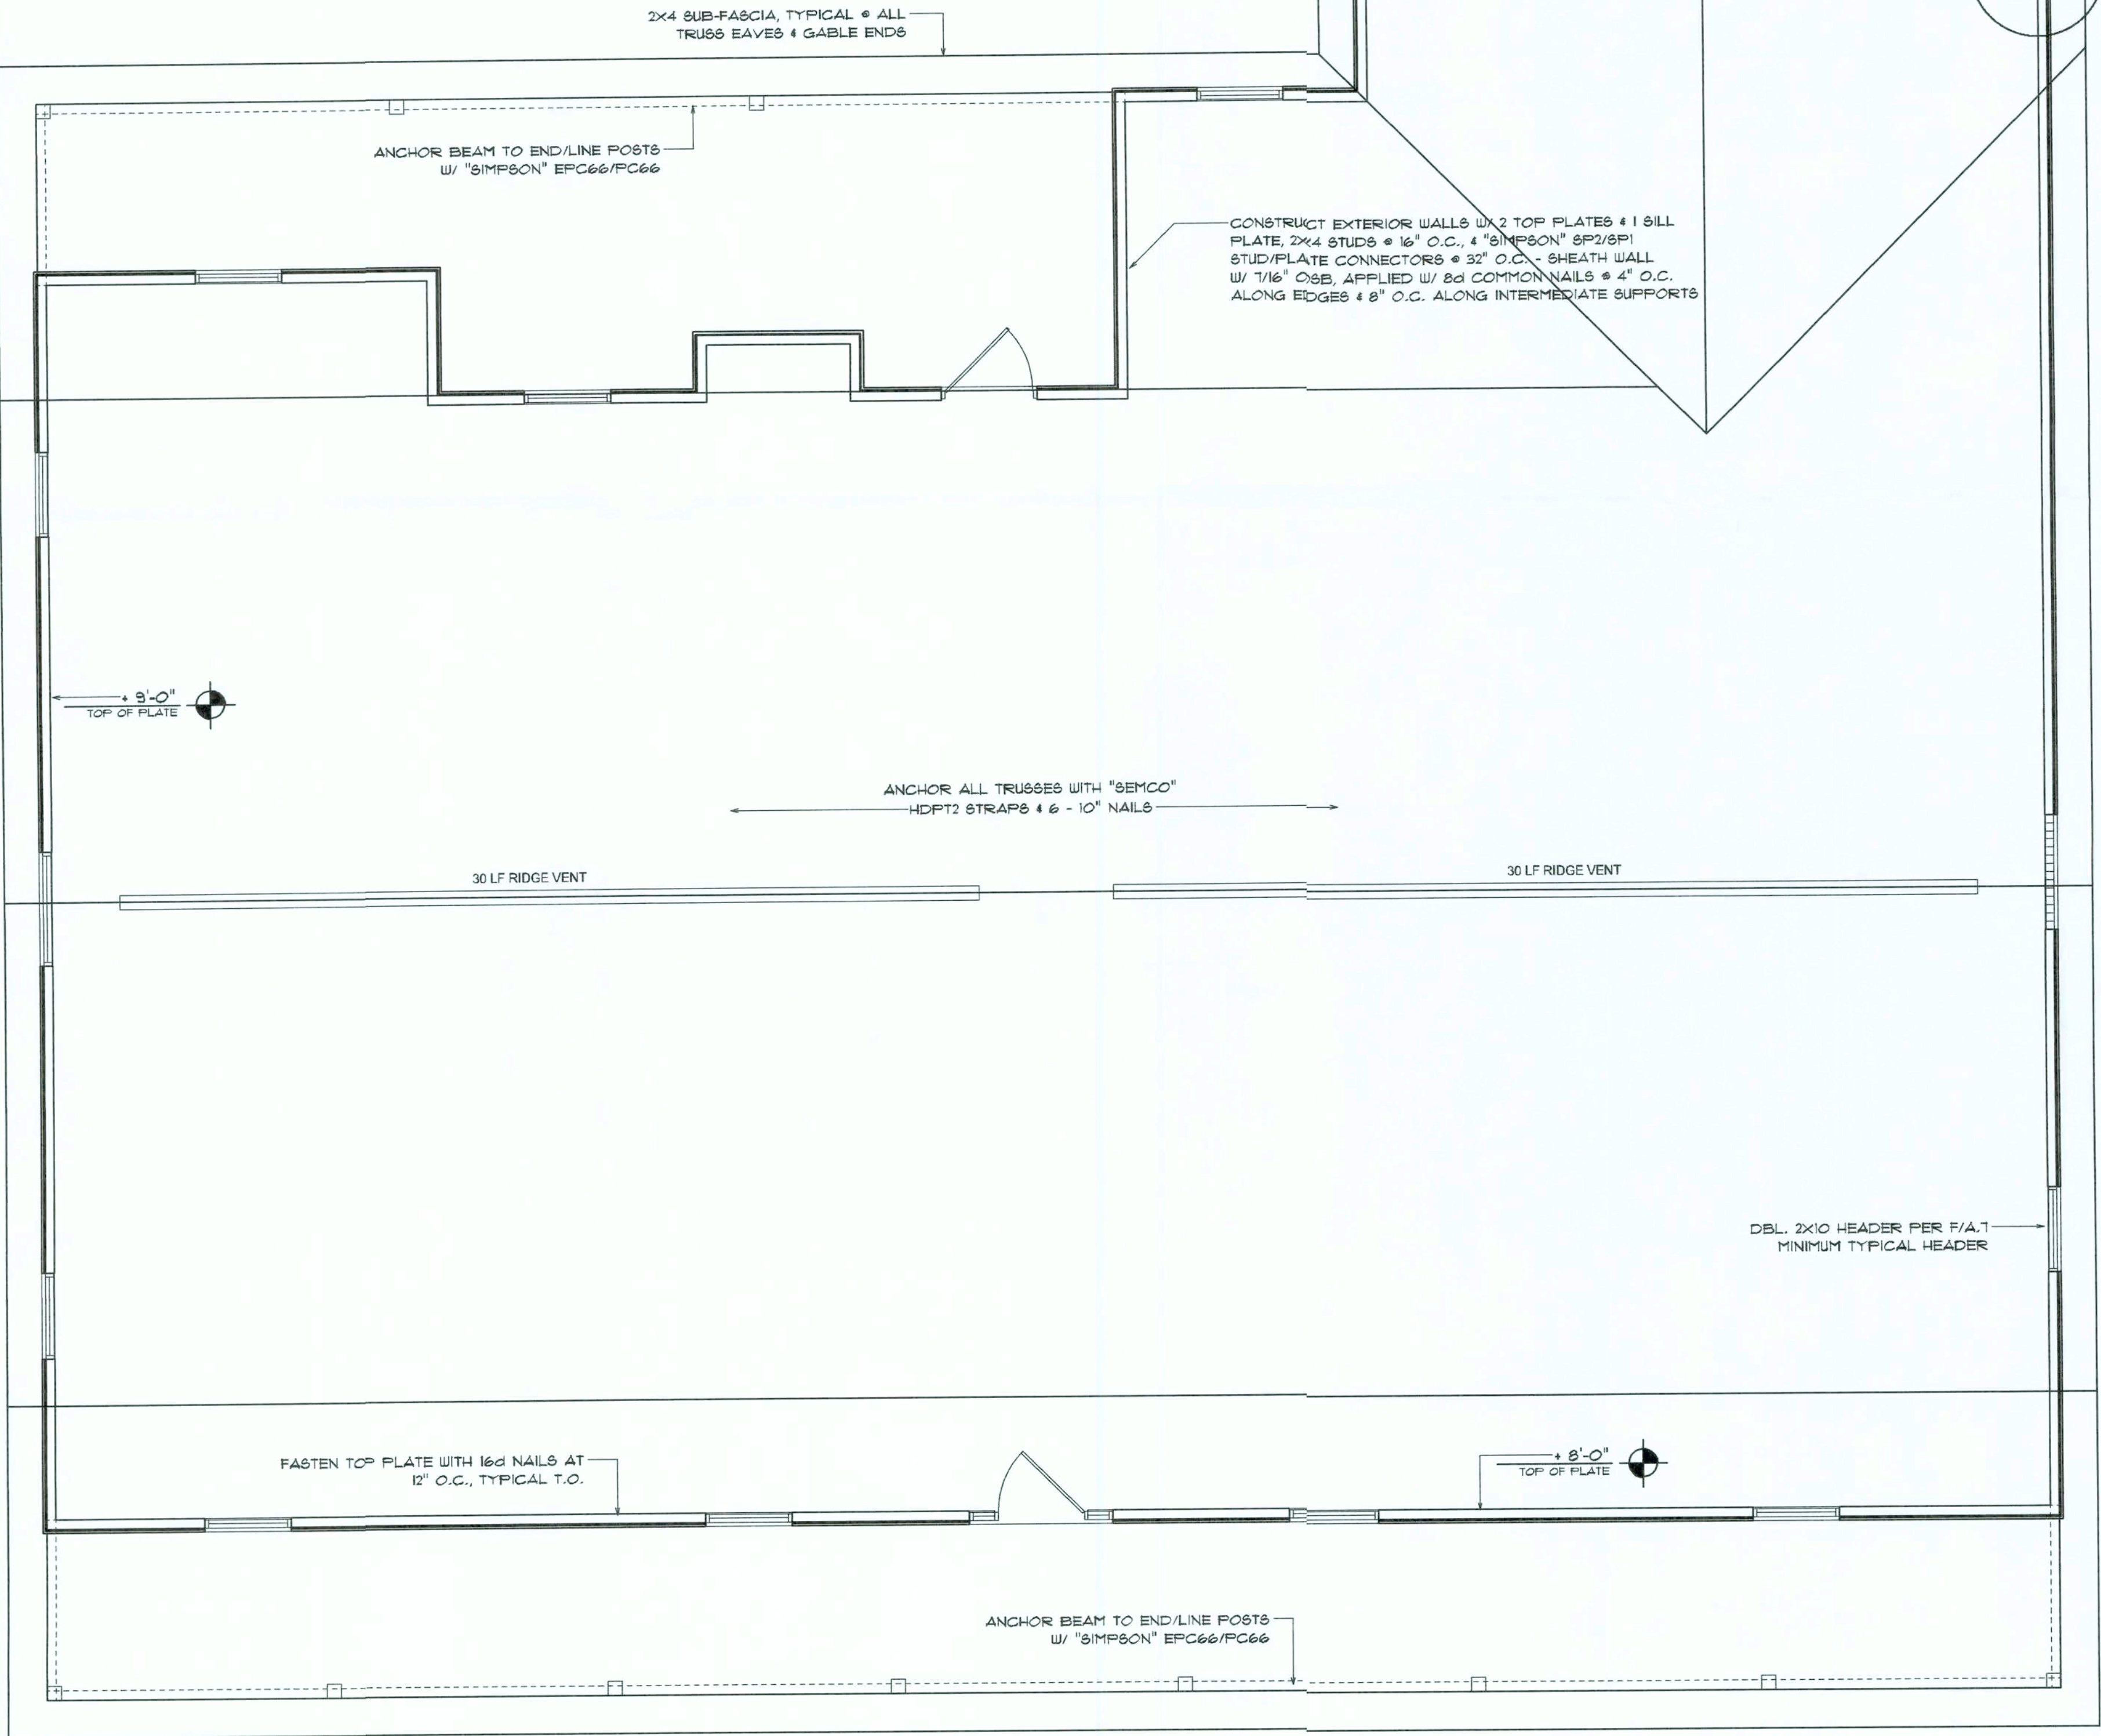 2X4 SUB-FASCIA, TYPICAL @ ALL
TRUSS EAVES & GABLE ENDS
ANCHOR BEAM TO END/LINE POSTS
W/ "SIMPSON" EPC66/PC66
CONSTRUCT EXTERIOR WALLS W/ 2 TOP PLATES & 1 SILL
PLATE, 2X4 STUDS @ 16" O.C., & "SIMPSON" SP2/SP1
STUD/PLATE CONNECTORS @ 32" O.C. - SHEATH WALL
W/ 7/16" OSB, APPLIED W/ 8d COMMON NAILS @ 4" O.C.
ALONG EDGES & 8" O.C. ALONG INTERMEDIATE SUPPORTS
+ 9'-0"
TOP OF PLATE
ANCHOR ALL TRUSSES WITH "SEMCO"
HDPT2 STRAPS & 6 - 10" NAILS
30 LF RIDGE VENT
30 LF RIDGE VENT
DBL. 2X10 HEADER PER F/A.7
MINIMUM TYPICAL HEADER
FASTEN TOP PLATE WITH 16d NAILS AT
12" O.C., TYPICAL T.O.
+ 8'-0"
TOP OF PLATE
ANCHOR BEAM TO END/LINE POSTS
W/ "SIMPSON" EPC66/PC66